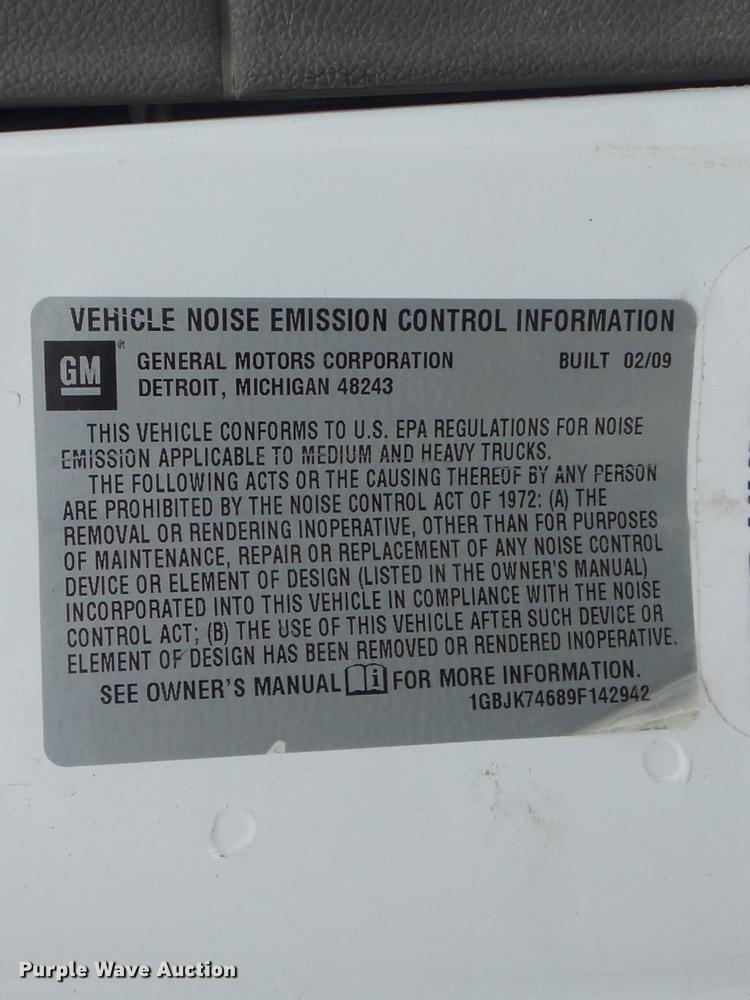 VEHICLE NOISE EMISSION CONTROL INFORMATION
GM
GENERAL MOTORS CORPORATION BUILT 02/09
DETROIT, MICHIGAN 48243
THIS VEHICLE CONFORMS TO U.S. EPA REGULATIONS FOR NOISE
EMISSION APPLICABLE TO MEDIUM AND HEAVY TRUCKS.
THE FOLLOWING ACTS OR THE CAUSING THEREOF BY ANY PERSON
ARE PROHIBITED BY THE NOISE CONTROL ACT OF 1972: (A) THE
REMOVAL OR RENDERING INOPERATIVE, OTHER THAN FOR PURPOSES
OF MAINTENANCE, REPAIR OR REPLACEMENT OF ANY NOISE CONTROL
DEVICE OR ELEMENT OF DESIGN (LISTED IN THE OWNER'S MANUAL)
INCORPORATED INTO THIS VEHICLE IN COMPLIANCE WITH THE NOISE
CONTROL ACT; (B) THE USE OF THIS VEHICLE AFTER SUCH DEVICE OR
ELEMENT OF DESIGN HAS BEEN REMOVED OR RENDERED INOPERATIVE.
SEE OWNER'S MANUAL i FOR MORE INFORMATION.
1GBJK74689F142942
Purple Wave Auction